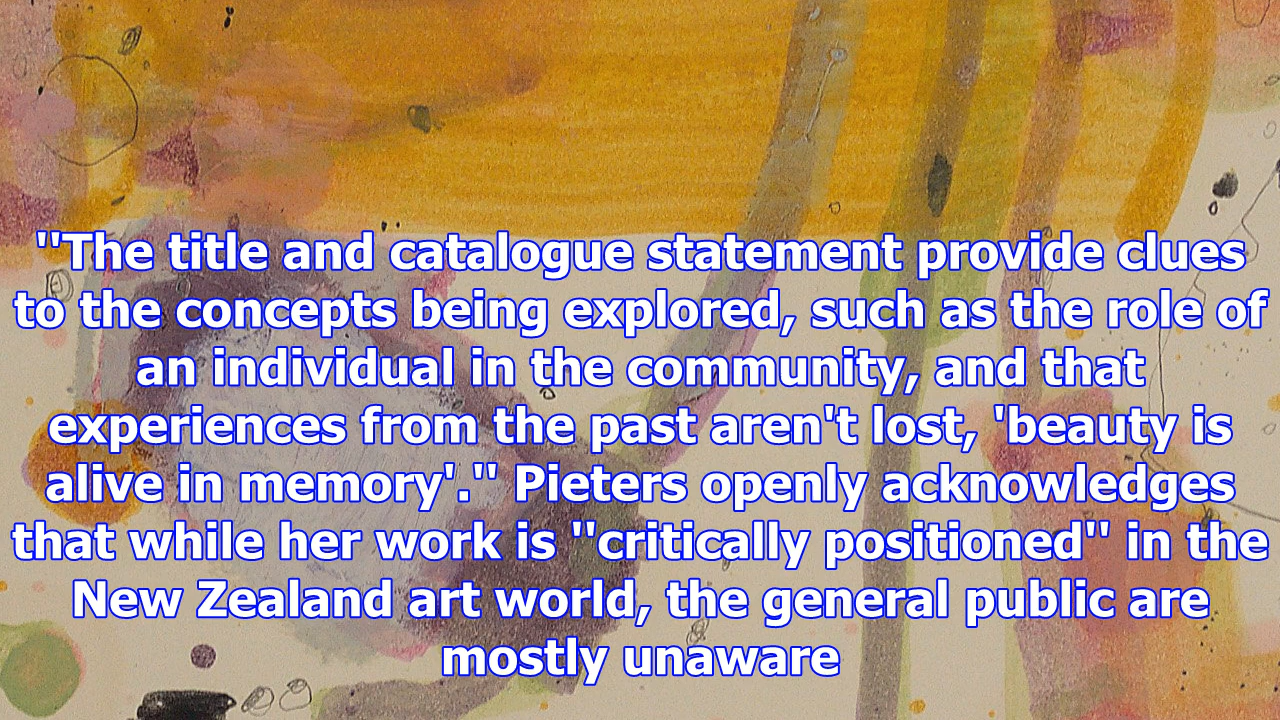 "The title and catalogue statement provide clues
to the concepts being explored, such as the role of
an individual in the community, and that
experiences from the past aren't lost, 'beauty is
alive in memory'." Pieters openly acknowledges
that while her work is "critically positioned" in the
New Zealand art world, the general public are
mostly unaware